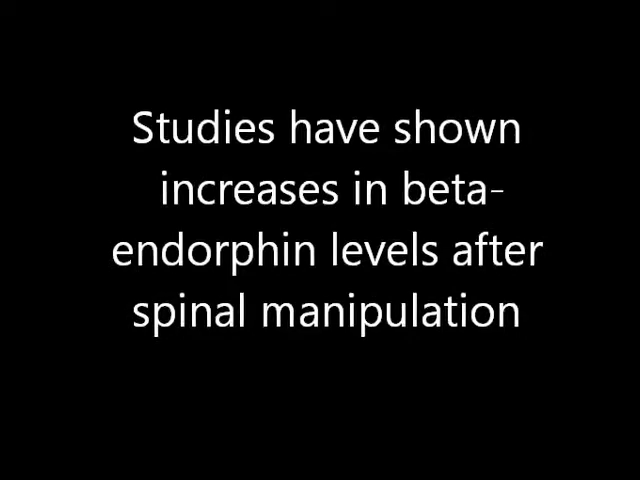 Studies have shown
increases in beta-
endorphin levels after
spinal manipulation